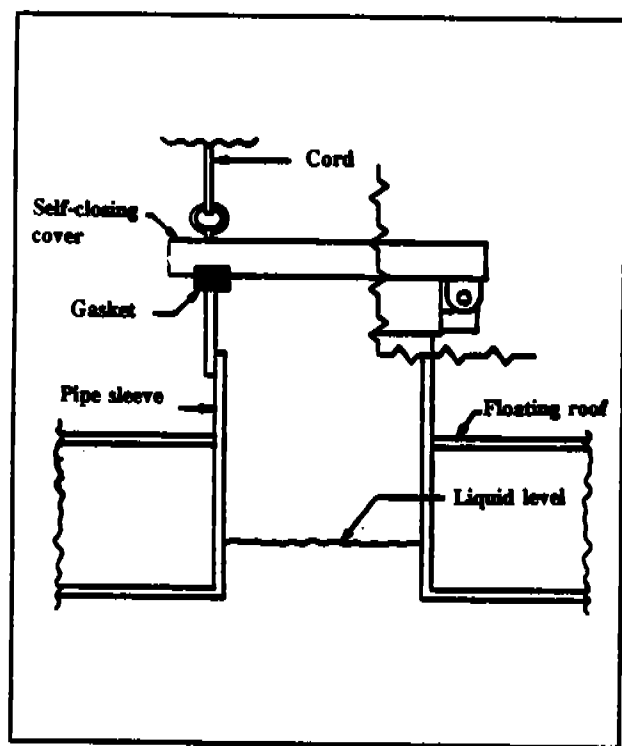 Cord
Self-closing
cover
Gasket
Pipe sleeve
Floating roof
Liquid level